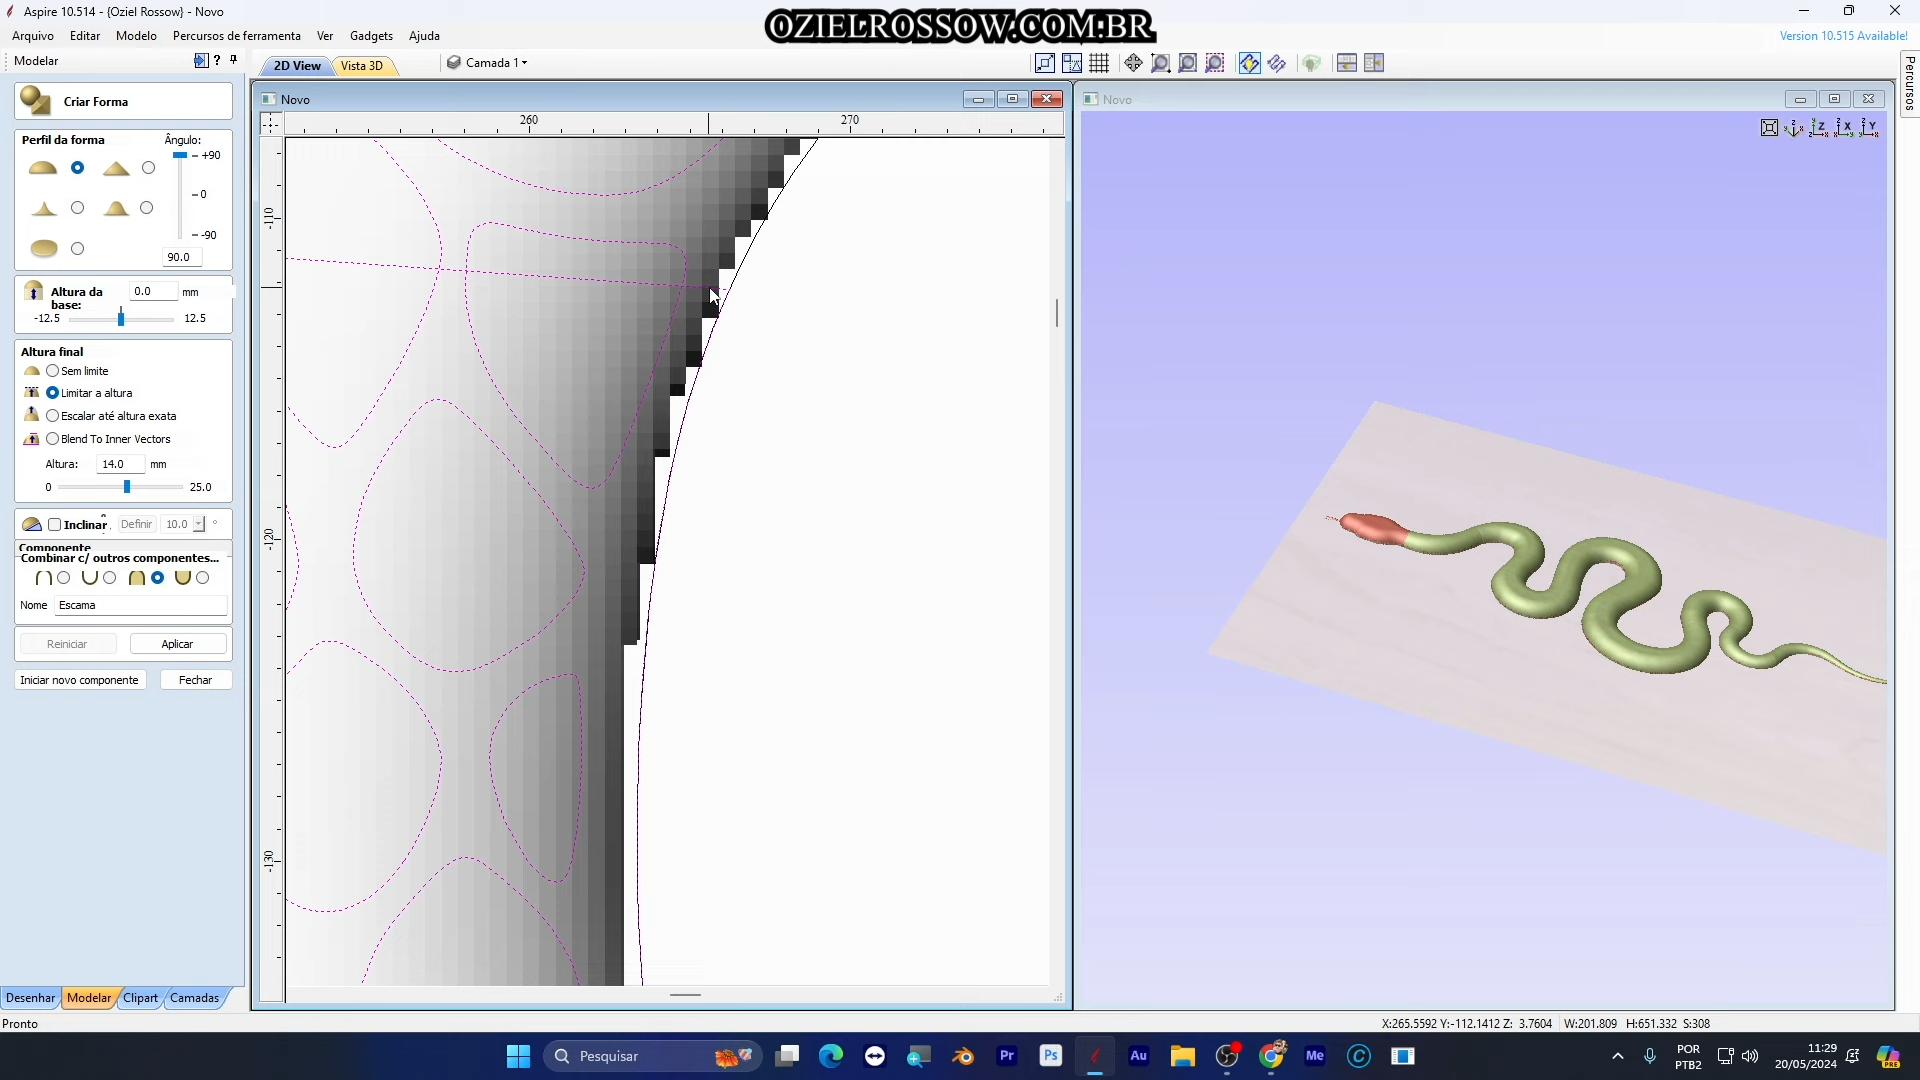 Aspire 10.514 - {Oziel Rossow} - Novo
OZIELROSSOW.COM.BR
Arquivo Editar Modelo Percursos de ferramenta Ver Gadgets Ajuda
Version 10.515 Available!
Modelar
2D View Vista 3D
Camada 1
Percursos
Criar Forma
Novo
Novo
260 270
Perfil da forma
Ângulo:
+90
0
-90
90.0
-110
-120
-130
Altura da base:
0.0 mm
-12.5 12.5
Altura final
Sem limite
Limitar a altura
Escalar até altura exata
Blend To Inner Vectors
Altura: 14.0 mm
0 25.0
Inclinar Definir 10.0 °
Componente
Combinar c/ outros componentes...
Nome Escama
Reiniciar Aplicar
Iniciar novo componente Fechar
Z X Y
Desenhar Modelar Clipart Camadas
Pronto
X:265.5592 Y:-112.1412 Z: 3.7604 W:201.809 H:651.332 S:308
Pesquisar
Pr Ps Au Me
POR
PTB2
11:29
20/05/2024
PRE